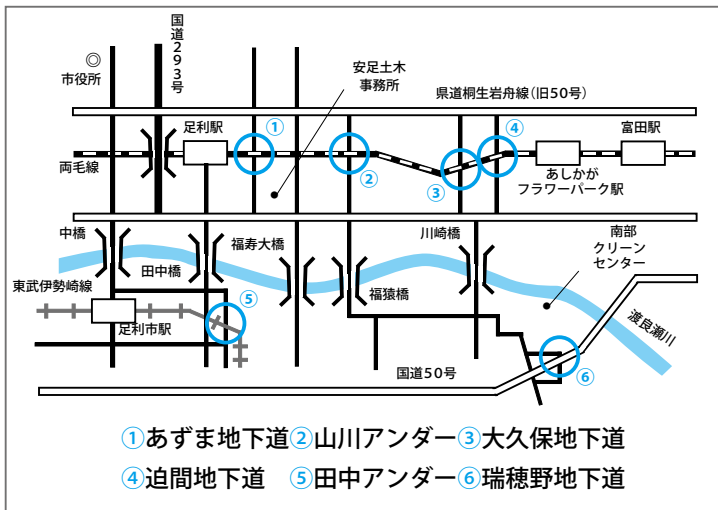 国道293号
◎
市役所
安足土木
事務所
県道桐生岩舟線(旧50号)
足利駅
①
④
富田駅
両毛線
②
③
あしかが
フラワーパーク駅
中橋
田中橋
福寿大橋
川崎橋
南部
クリーン
センター
東武伊勢崎線
⑤
福猿橋
足利市駅
渡良瀬川
国道50号
⑥
①あずま地下道②山川アンダー③大久保地下道
④迫間地下道 ⑤田中アンダー⑥瑞穂野地下道